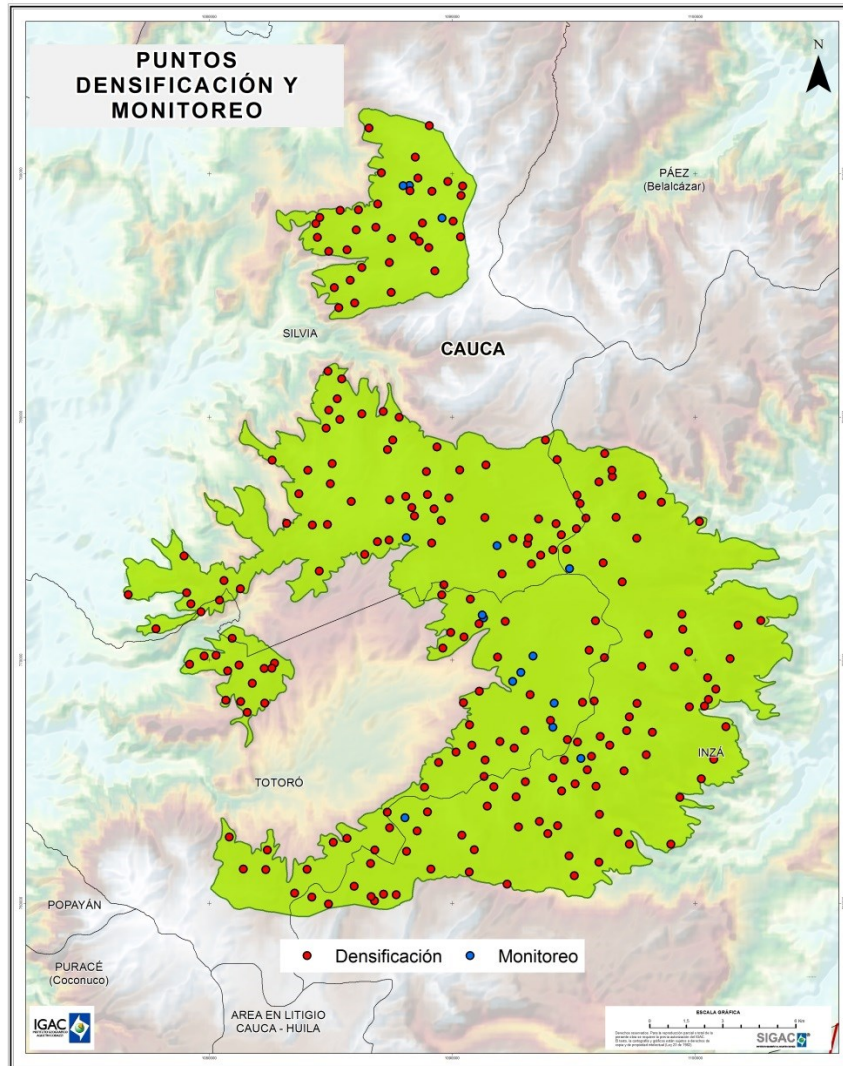 PUNTOS
DENSIFICACIÓN Y
MONITOREO
N
PÁEZ
(Belalcázar)
SILVIA
CAUCA
INZÁ
TOTORÓ
POPAYÁN
PURACÉ
(Coconuco)
Densificación
Monitoreo
AREA EN LITIGIO
CAUCA - HUILA
IGAC
ESCALA GRÁFICA
SIGAC